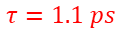 τ = 1.1 ps